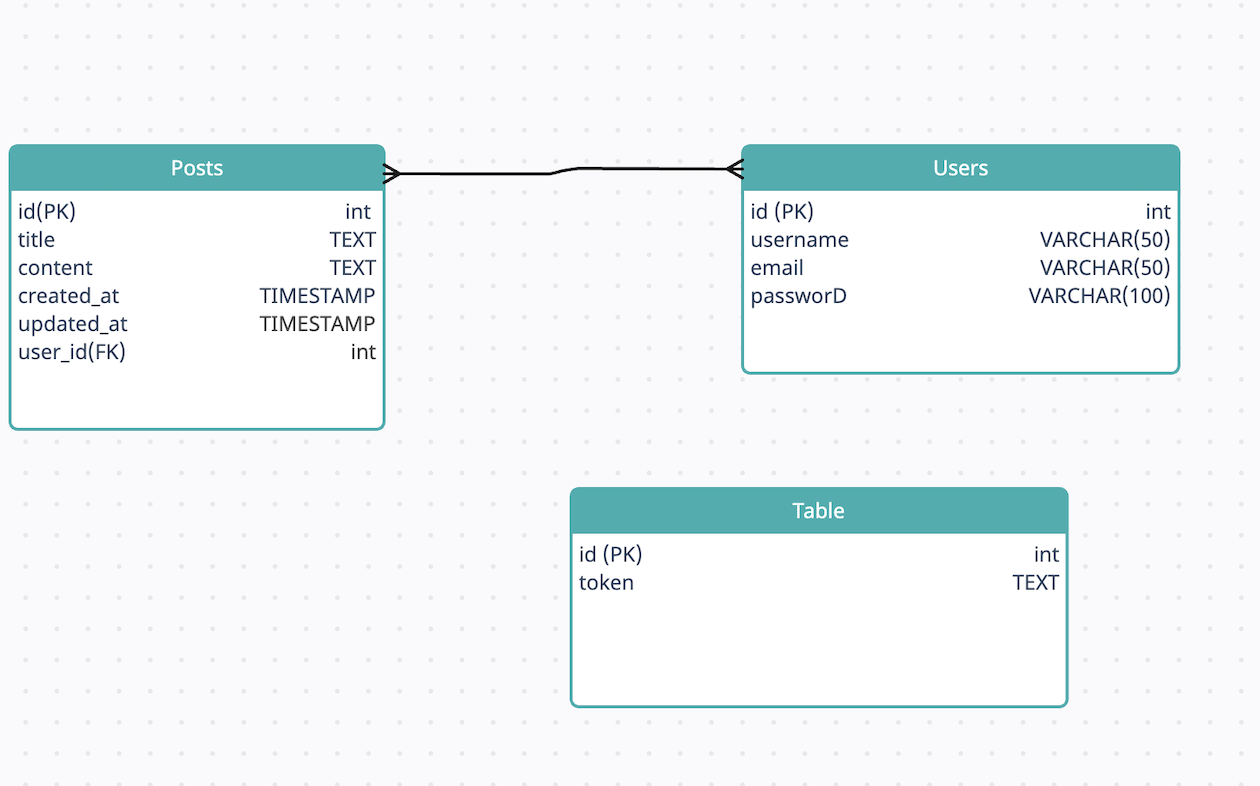 Posts
id(PK) int
title TEXT
content TEXT
created_at TIMESTAMP
updated_at TIMESTAMP
user_id(FK) int
Users
id (PK) int
username VARCHAR(50)
email VARCHAR(50)
passworD VARCHAR(100)
Table
id (PK) int
token TEXT